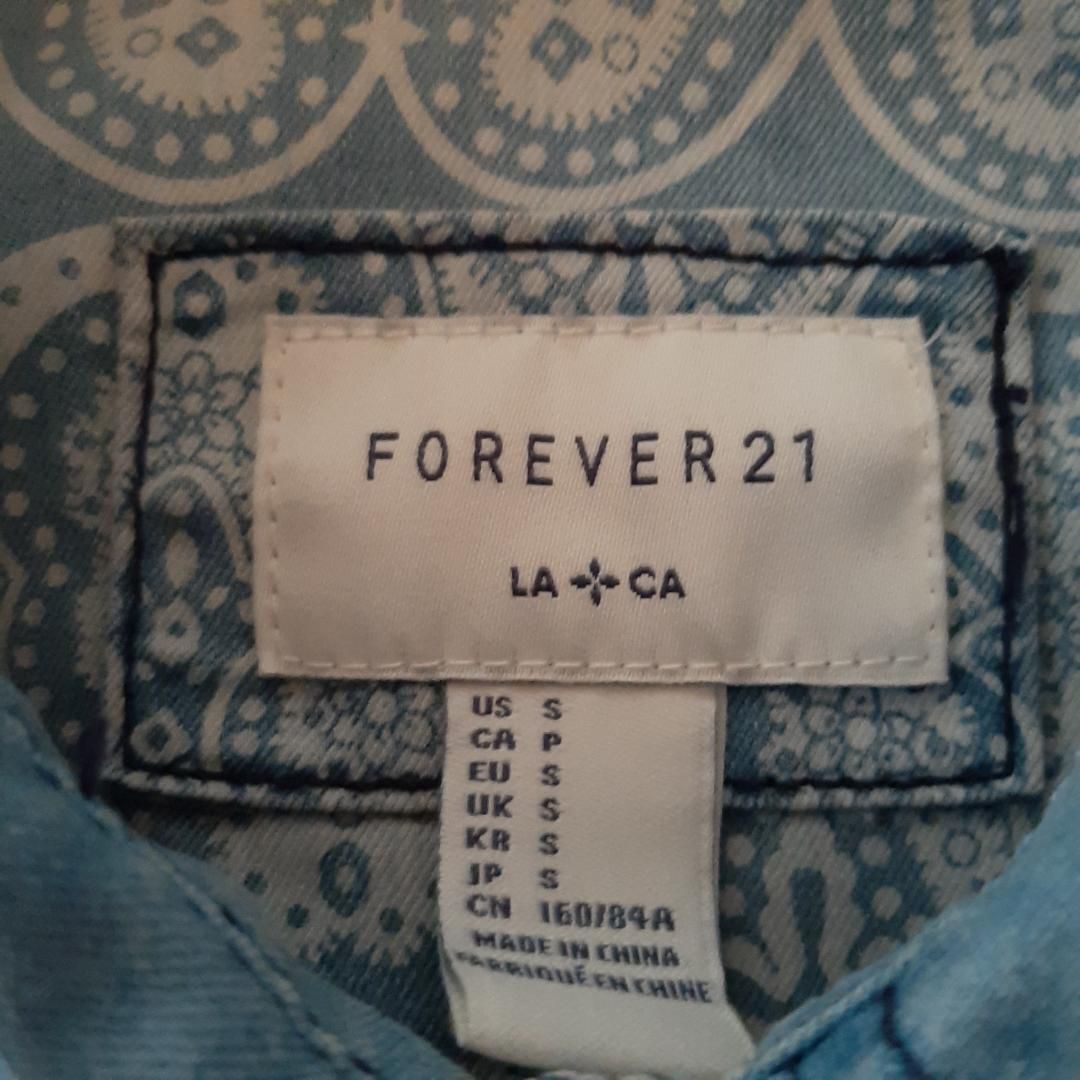 FOREVER 21
LA CA
US S
CA P
EU S
UK S
KR S
JP S
CN 160/84A
MADE IN CHINA
FABRIQUÉ EN CHINE